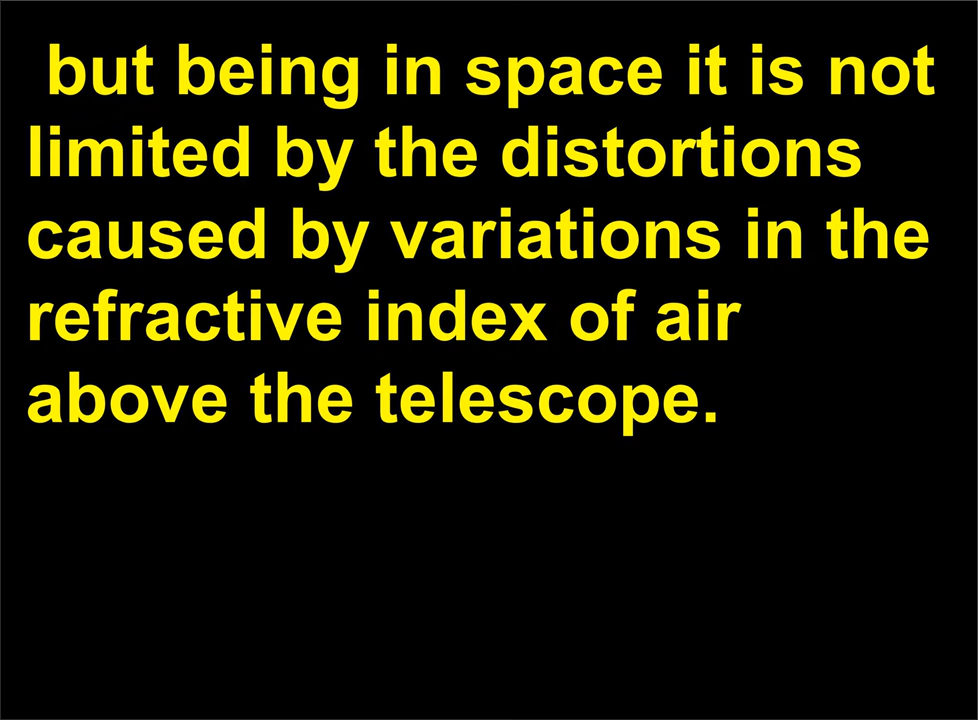 but being in space it is not
limited by the distortions
caused by variations in the
refractive index of air
above the telescope.